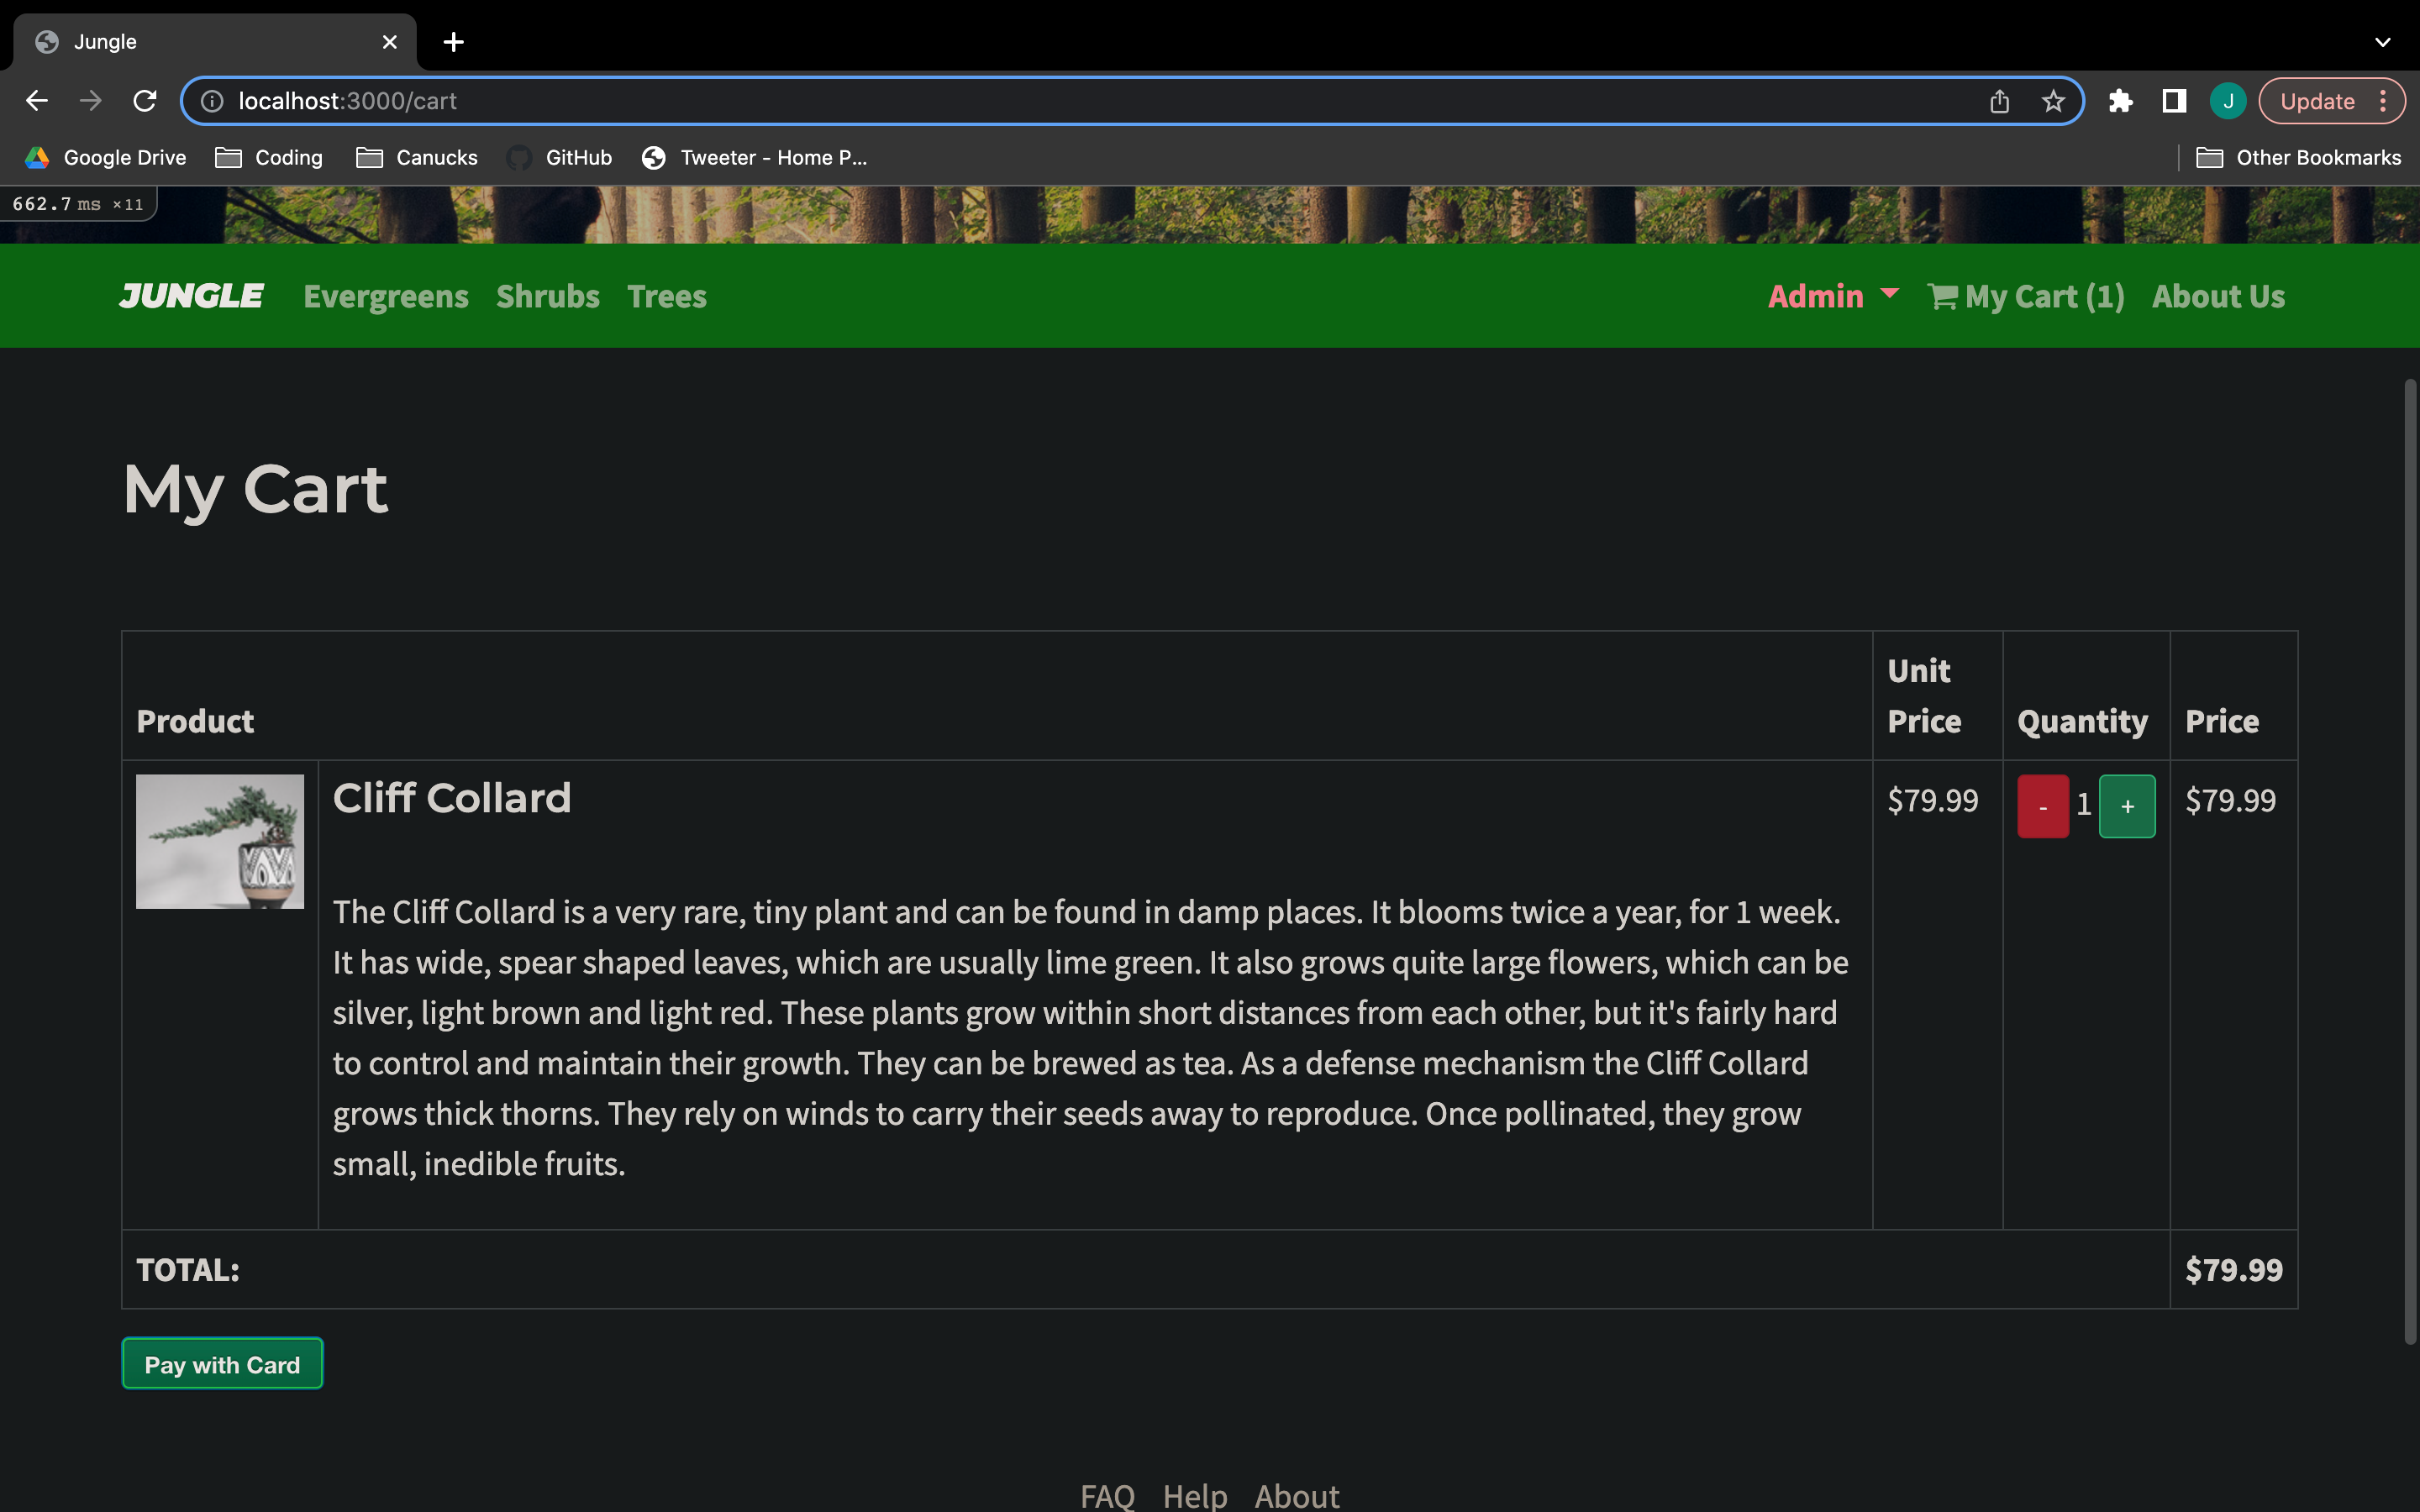 Jungle
localhost:3000/cart
J
Update
Google Drive
Coding
Canucks
GitHub
Tweeter - Home P...
Other Bookmarks
662.7 ms ×11
JUNGLE
Evergreens
Shrubs
Trees
Admin
My Cart (1)
About Us
My Cart
Product
Unit
Price
Quantity
Price
Cliff Collard
$79.99
- 1 +
$79.99
The Cliff Collard is a very rare, tiny plant and can be found in damp places. It blooms twice a year, for 1 week.
It has wide, spear shaped leaves, which are usually lime green. It also grows quite large flowers, which can be
silver, light brown and light red. These plants grow within short distances from each other, but it's fairly hard
to control and maintain their growth. They can be brewed as tea. As a defense mechanism the Cliff Collard
grows thick thorns. They rely on winds to carry their seeds away to reproduce. Once pollinated, they grow
small, inedible fruits.
TOTAL:
$79.99
Pay with Card
FAQ
Help
About